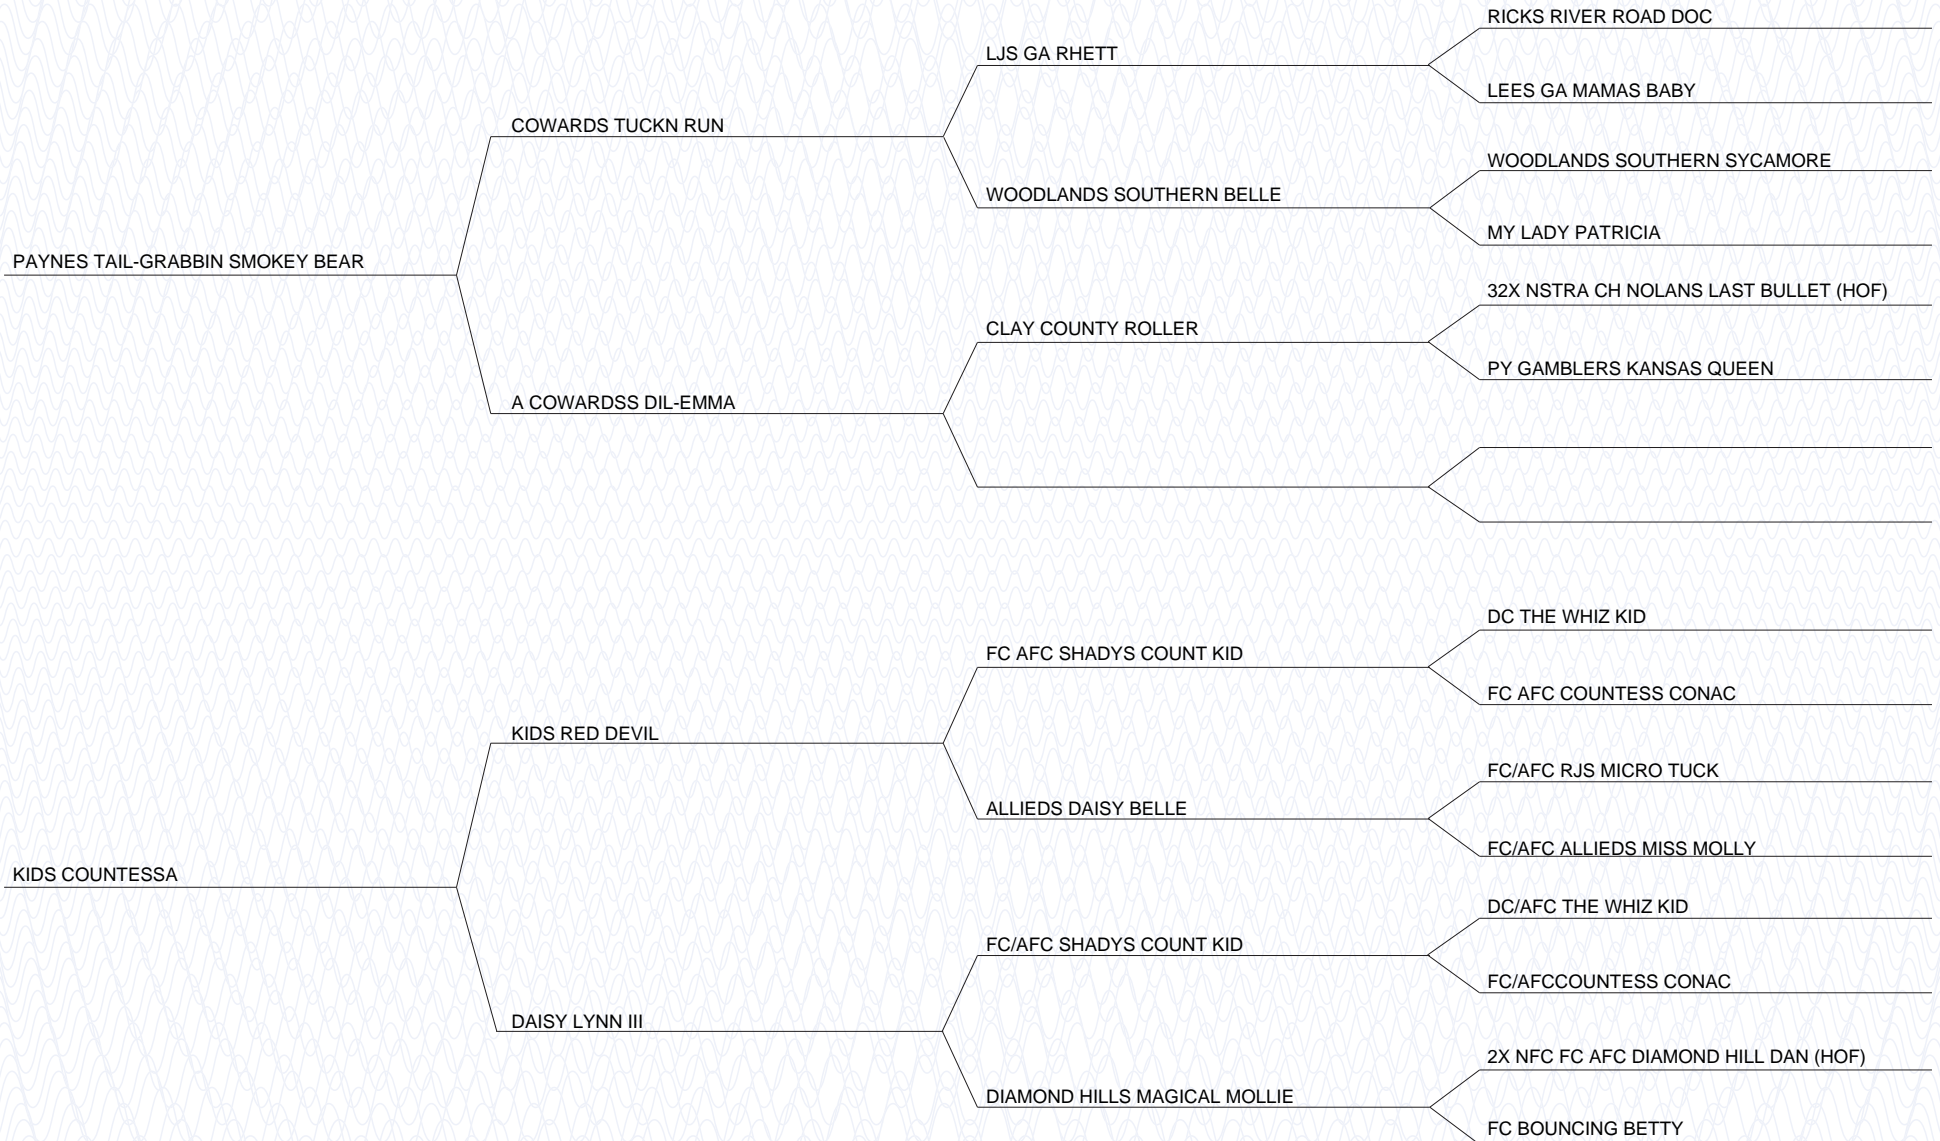 RICKS RIVER ROAD DOC
LJS GA RHETT
LEES GA MAMAS BABY
COWARDS TUCKN RUN
WOODLANDS SOUTHERN SYCAMORE
WOODLANDS SOUTHERN BELLE
MY LADY PATRICIA
PAYNES TAIL-GRABBIN SMOKEY BEAR
32X NSTRA CH NOLANS LAST BULLET (HOF)
CLAY COUNTY ROLLER
PY GAMBLERS KANSAS QUEEN
A COWARDSS DIL-EMMA
DC THE WHIZ KID
FC AFC SHADYS COUNT KID
FC AFC COUNTESS CONAC
KIDS RED DEVIL
FC/AFC RJS MICRO TUCK
ALLIEDS DAISY BELLE
FC/AFC ALLIEDS MISS MOLLY
KIDS COUNTESSA
DC/AFC THE WHIZ KID
FC/AFC SHADYS COUNT KID
FC/AFCCOUNTESS CONAC
DAISY LYNN III
2X NFC FC AFC DIAMOND HILL DAN (HOF)
DIAMOND HILLS MAGICAL MOLLIE
FC BOUNCING BETTY